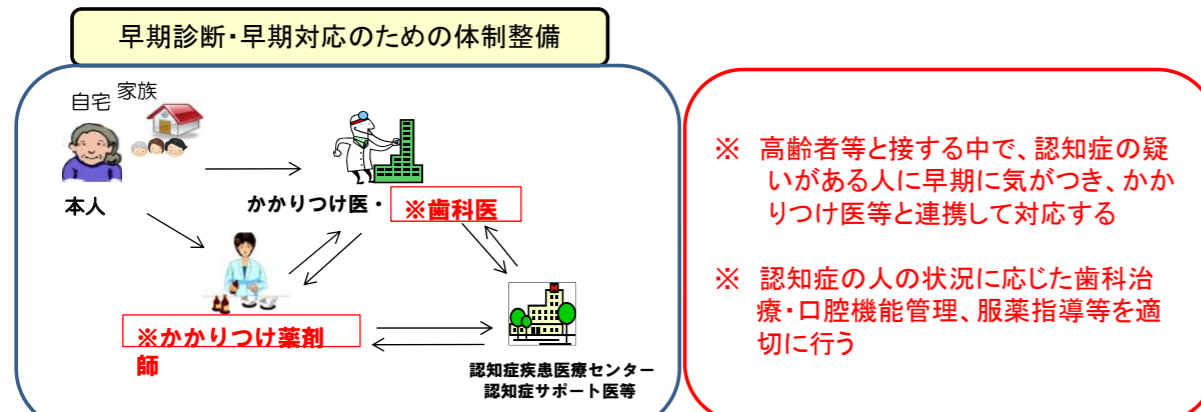 早期診断・早期対応のための体制整備
自宅 家族
本人
かかりつけ医・ ※歯科医
※かかりつけ薬剤
師
認知症疾患医療センター
認知症サポート医等
※ 高齢者等と接する中で、認知症の疑
いがある人に早期に気がつき、かか
りつけ医等と連携して対応する
※ 認知症の人の状況に応じた歯科治
療・口腔機能管理、服薬指導等を適
切に行う